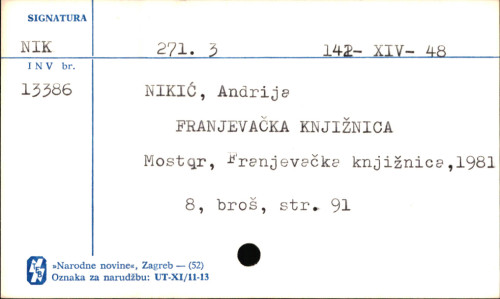 SIGNATURA
NIK 271. 3 142- XIV- 48
INV br.
13386 NIKIĆ, Andrija
FRANJEVAČKA KNJIŽNICA
Mostar, Franjevačka knjižnica,1981
8, broš, str. 91
»Narodne novine«, Zagreb — (52)
Oznaka za narudžbu: UT-XI/11-13